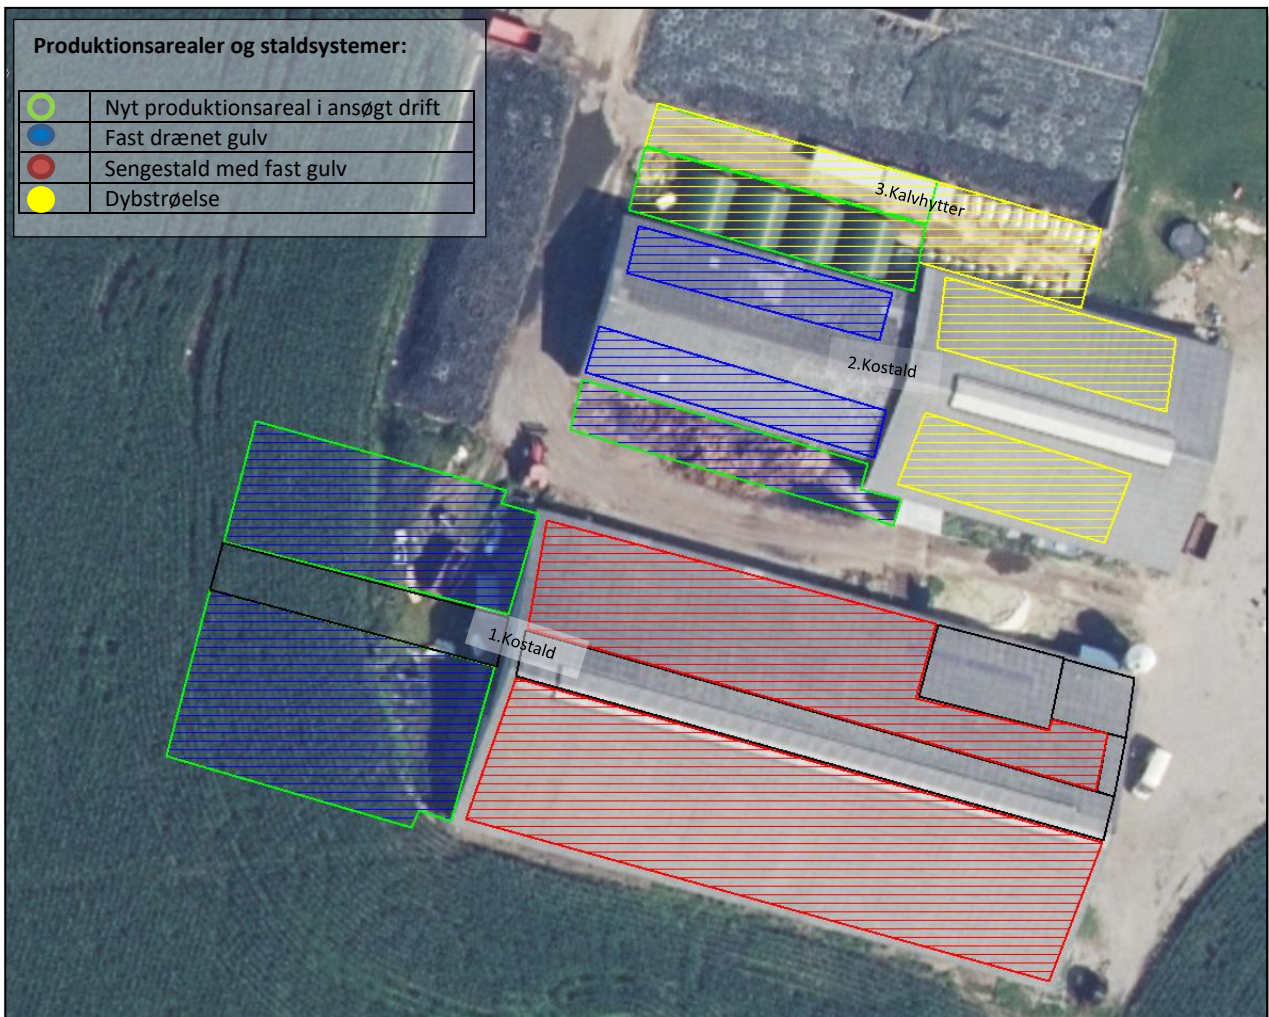 Produktionsarealer og staldsystemer:
Nyt produktionsareal i ansøgt drift
Fast drænet gulv
Sengestald med fast gulv
Dybstrøelse
3.Kalvhytter
2.Kostald
1.Kostald